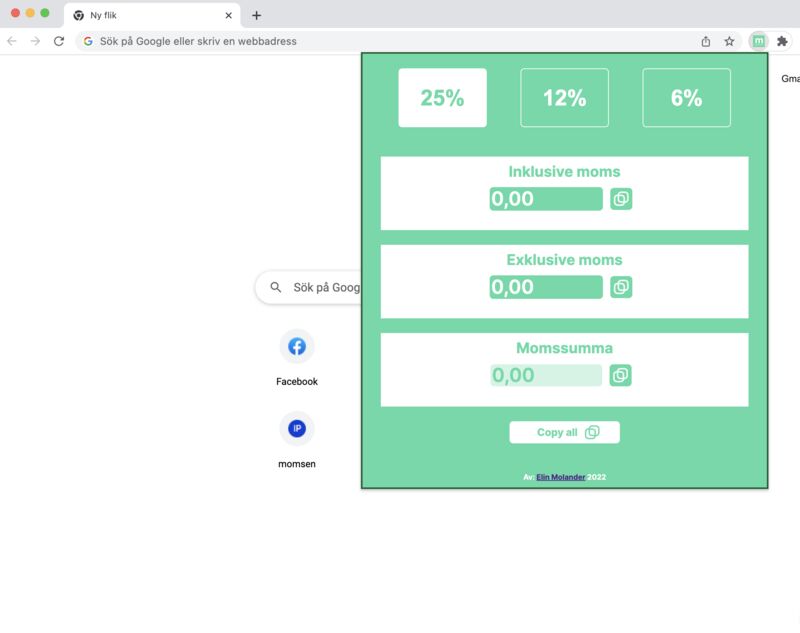 Ny flik
Sök på Google eller skriv en webbadress
m
25%
12%
6%
Inklusive moms
0,00
Exklusive moms
0,00
Momssumma
0,00
Copy all
Av: Elin Molander 2022
Gma
Sök på Goog
Facebook
IP
momsen